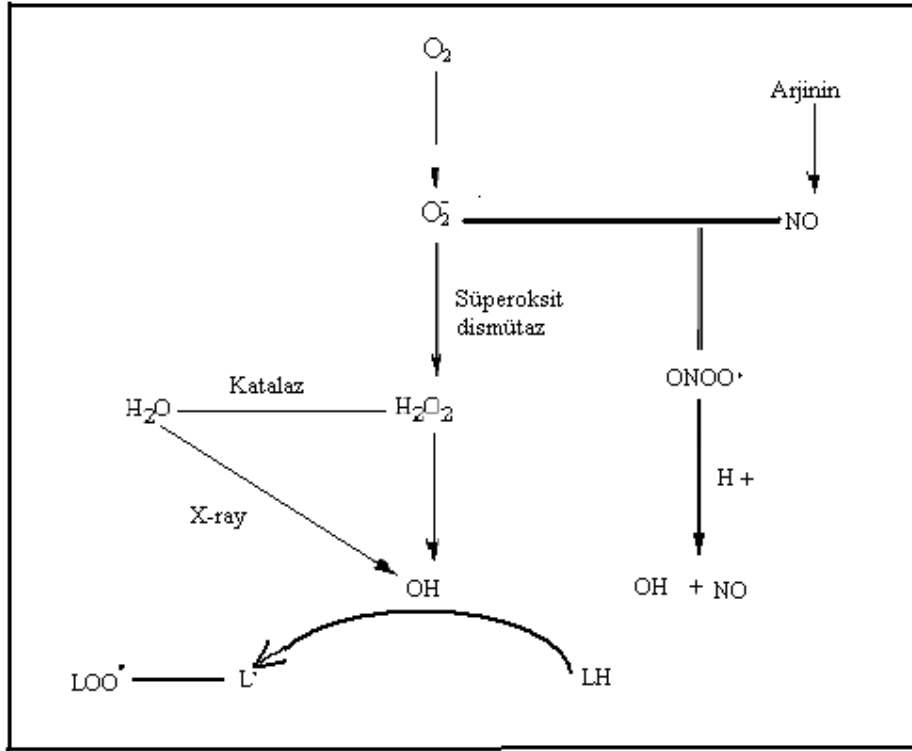 O2
Arjinin
O2-
NO
Süperoksit
dismütaz
ONOO•
Katalaz
H2O
H2O2
H +
X-ray
OH
OH + NO
LOO•
L•
LH